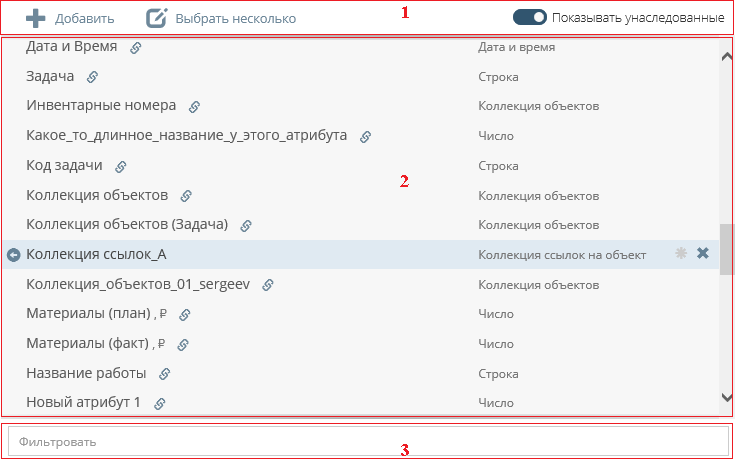 Добавить Выбрать несколько 1 Показывать унаследованные
Дата и Время Дата и время
Задача Строка
Инвентарные номера Коллекция объектов
Какое_то_длинное_название_у_этого_атрибута Число
Код задачи Строка
2
Коллекция объектов Коллекция объектов
Коллекция объектов (Задача) Коллекция объектов
Коллекция ссылок_А Коллекция ссылок на объект
Коллекция_объектов_01_sergeev Коллекция объектов
Материалы (план) , ₽ Число
Материалы (факт) , ₽ Число
Название работы Строка
Новый атрибут 1 Число
Фильтровать 3